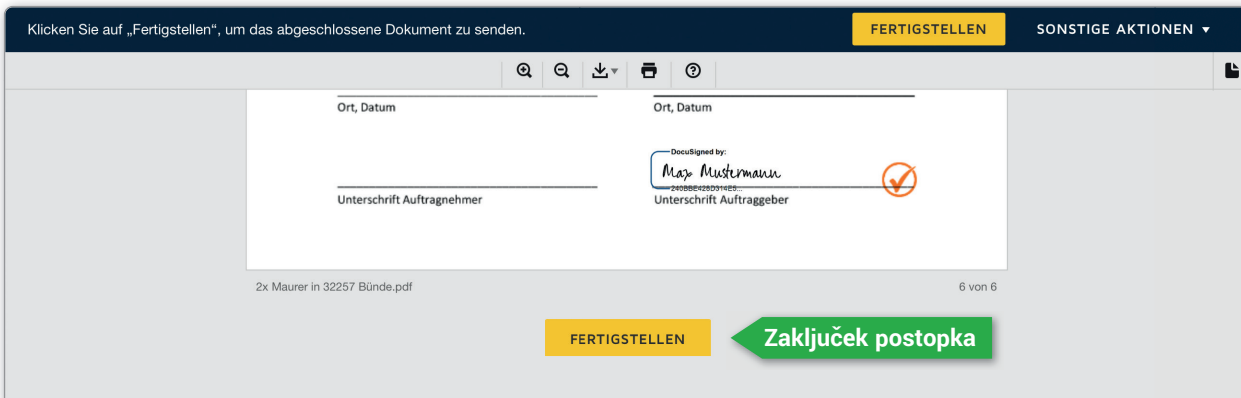 Klicken Sie auf „Fertigstellen“, um das abgeschlossene Dokument zu senden.
FERTIGSTELLEN
SONSTIGE AKTIONEN
Ort, Datum
Ort, Datum
DocuSigned by:
Max Mustermann
240BBE428D314E5...
Unterschrift Auftragnehmer
Unterschrift Auftraggeber
2x Maurer in 32257 Bünde.pdf
6 von 6
FERTIGSTELLEN
Zaključek postopka